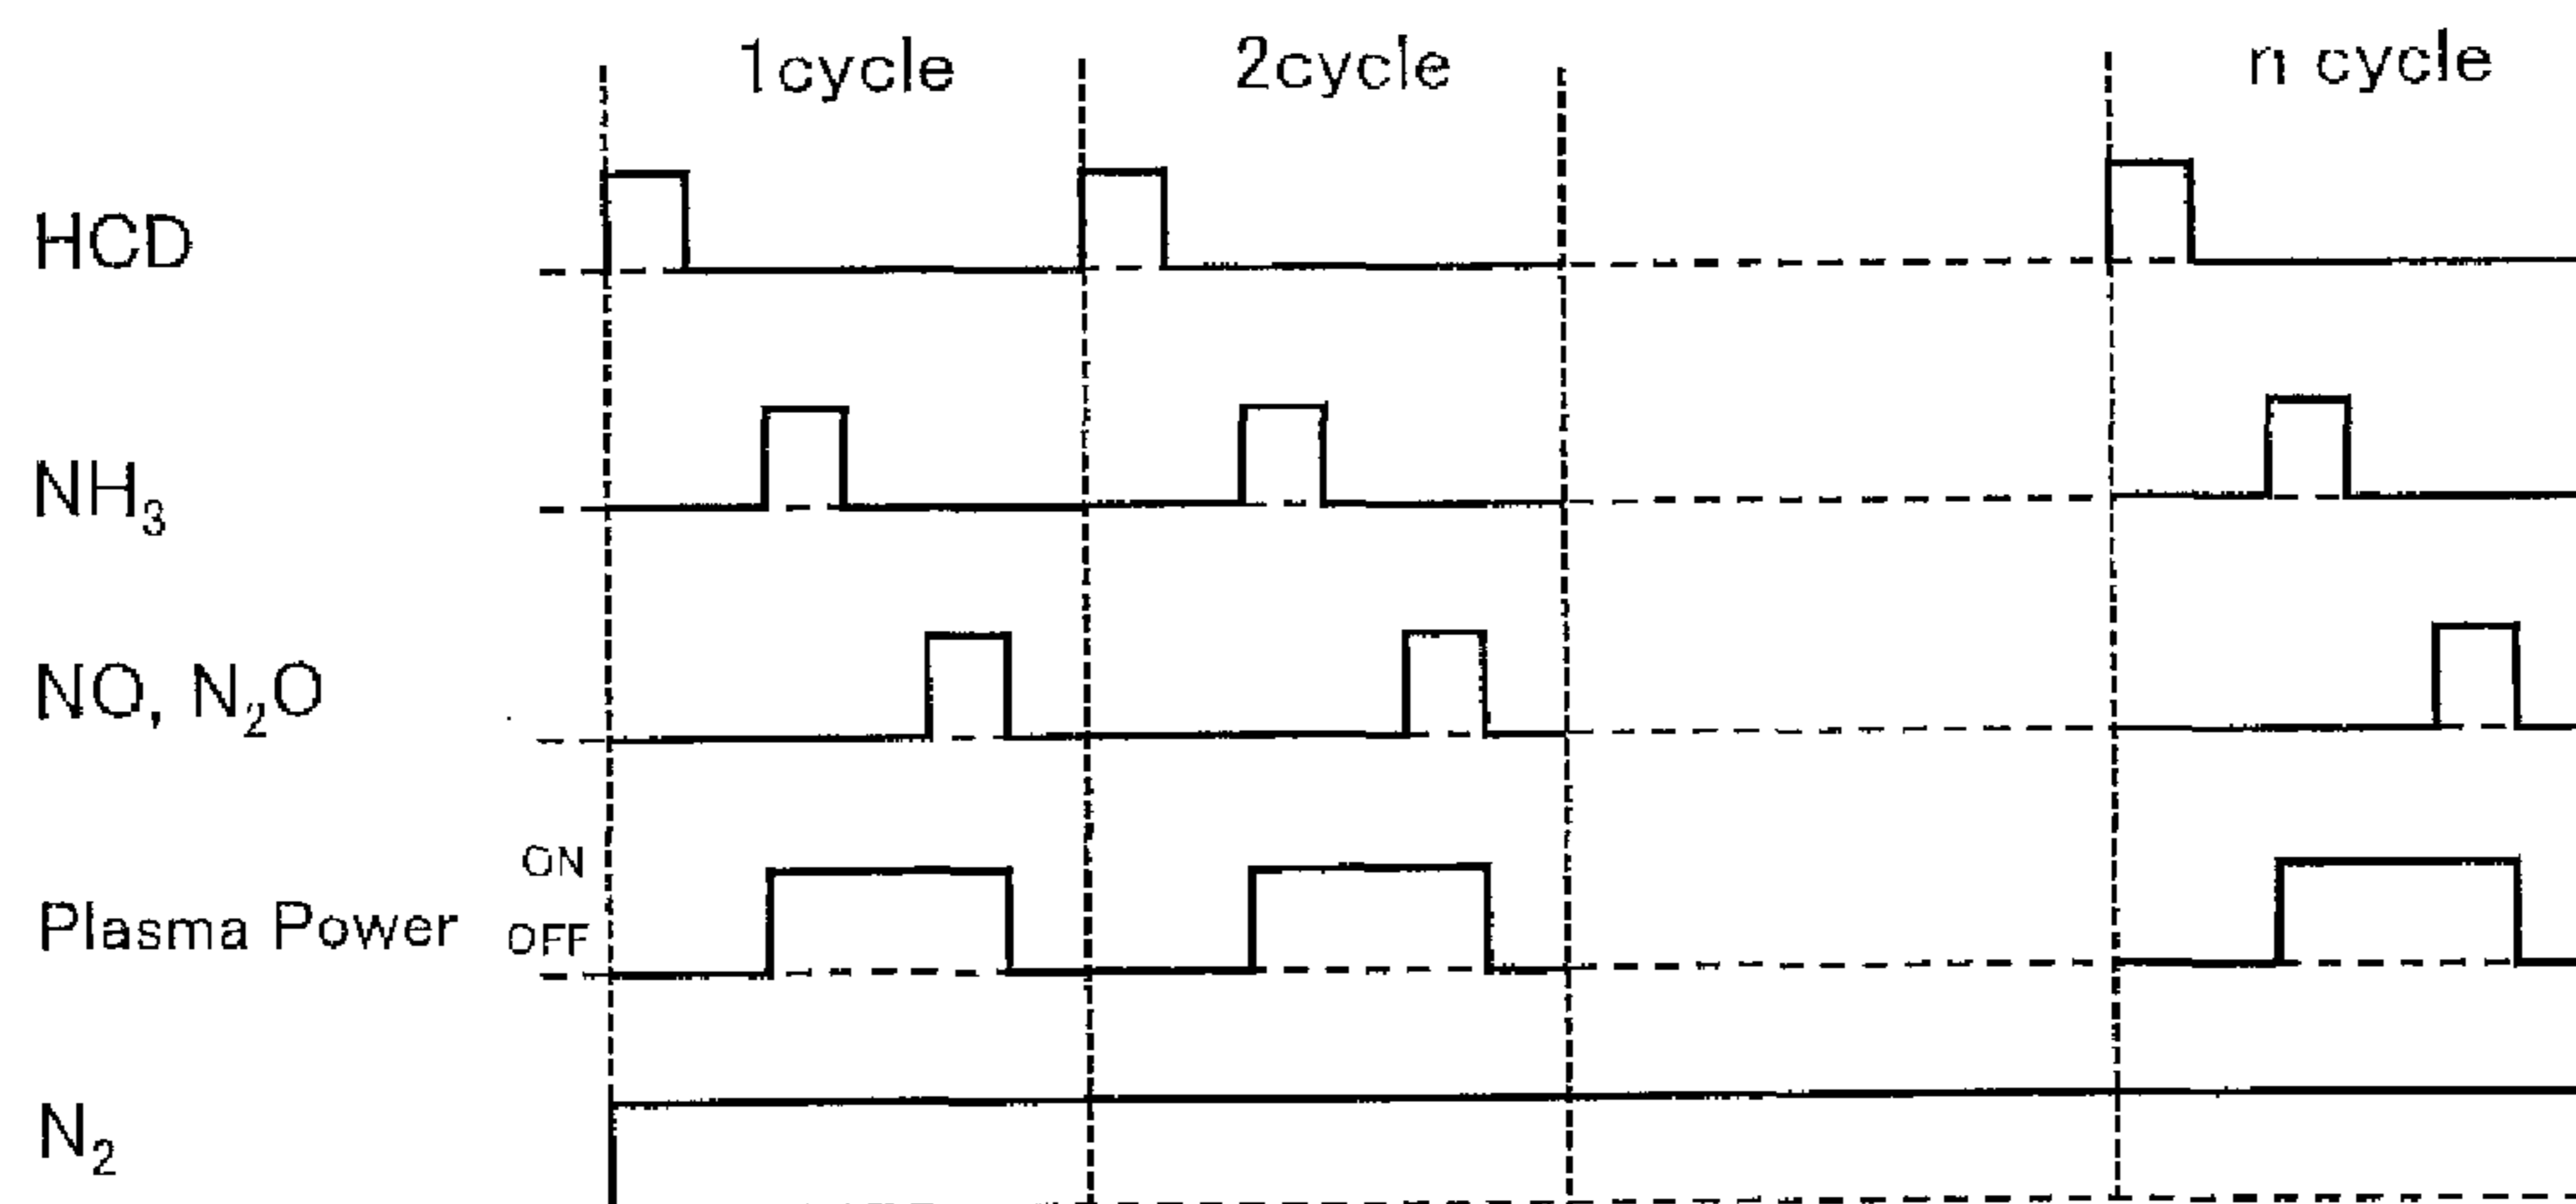 1cycle 2cycle n cycle
HCD
NH₃
NO, N₂O
ON
Plasma Power OFF
N₂